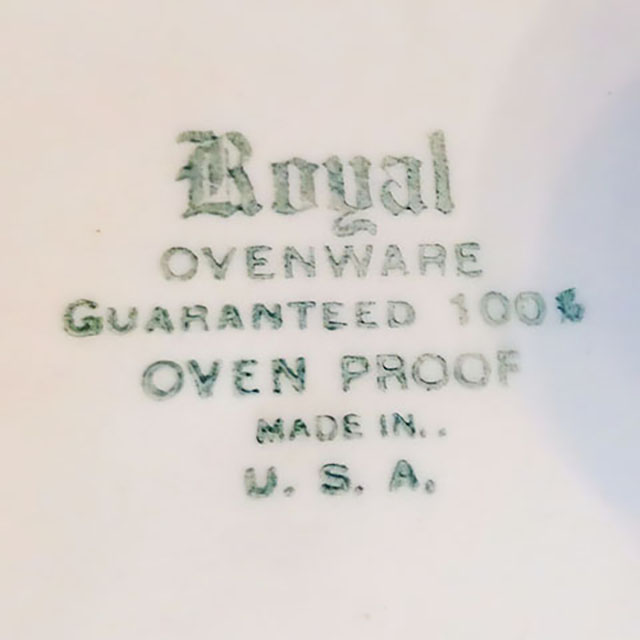 Royal
OVENWARE
GUARANTEED 100%
OVEN PROOF
MADE IN..
U. S. A.